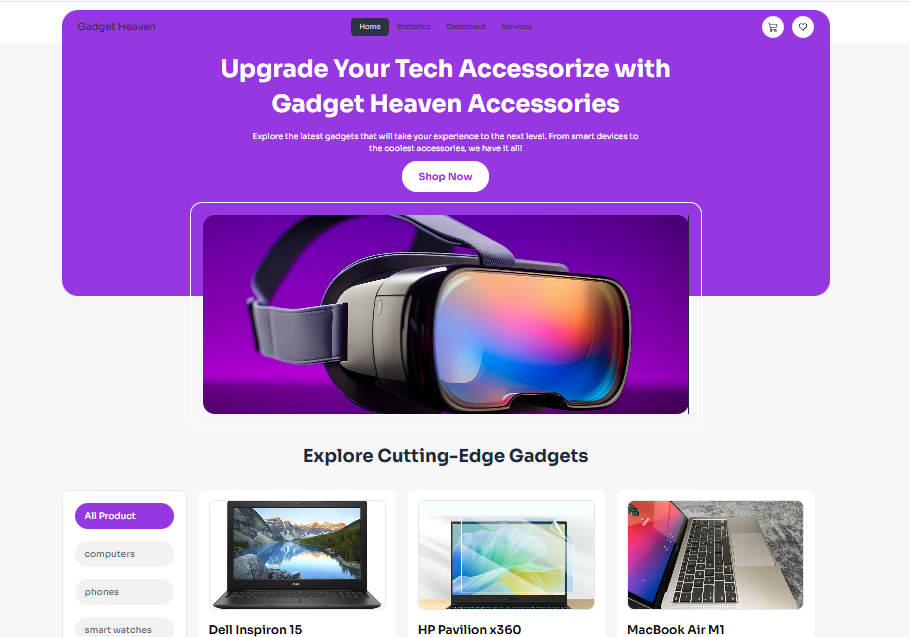 Gadget Heaven
Home
Statistics
Dashboard
Services
Upgrade Your Tech Accessorize with
Gadget Heaven Accessories
Explore the latest gadgets that will take your experience to the next level. From smart devices to
the coolest accessories, we have it all!
Shop Now
Explore Cutting-Edge Gadgets
All Product
computers
phones
smart watches
Dell Inspiron 15
HP Pavilion x360
MacBook Air M1